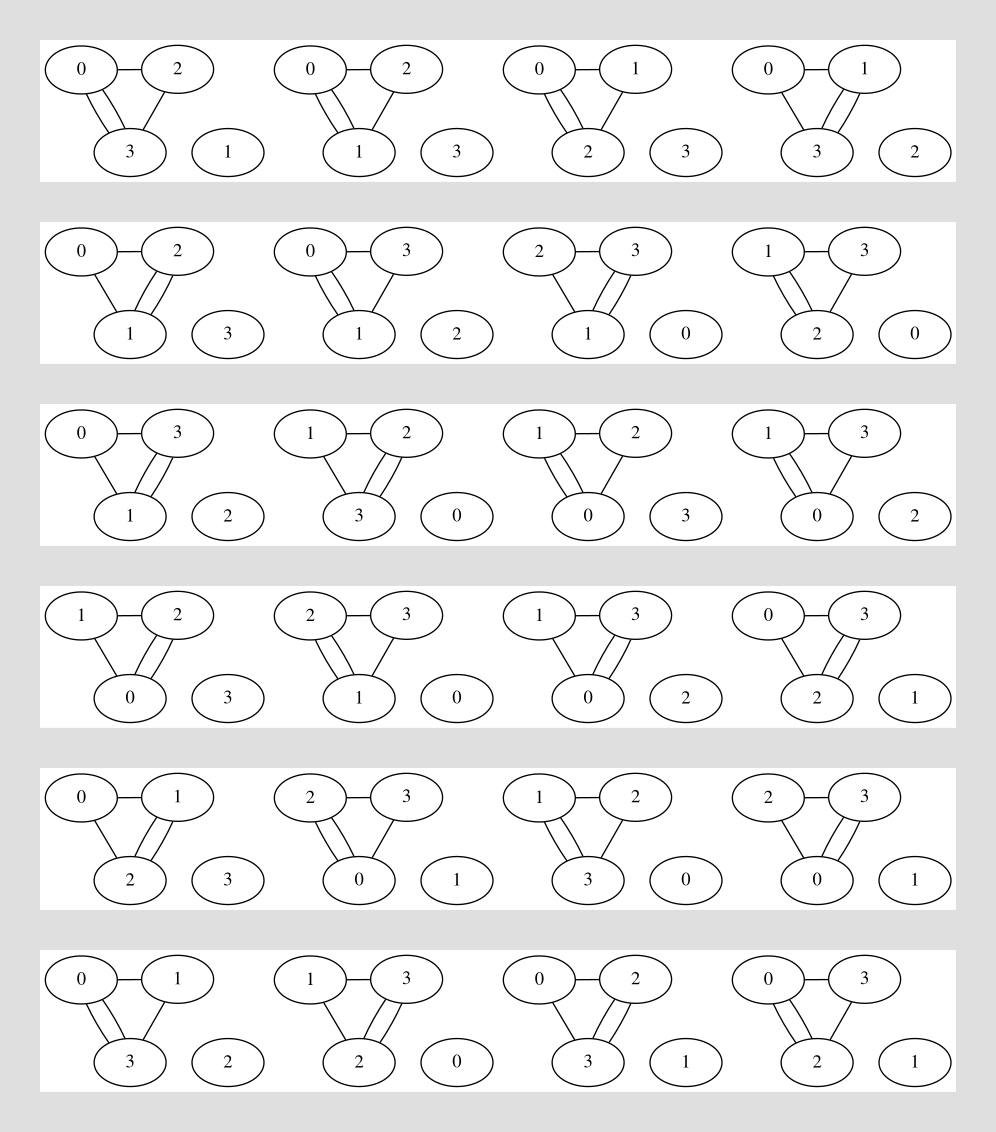 0 2 0 2 0 1 0 1
3 1 1 3 2 3 3 2
0 2 0 3 2 3 1 3
1 3 1 2 1 0 2 0
0 3 1 2 1 2 1 3
1 2 3 0 0 3 0 2
1 2 2 3 1 3 0 3
0 3 1 0 0 2 2 1
0 1 2 3 1 2 2 3
2 3 0 1 3 0 0 1
0 1 1 3 0 2 0 3
3 2 2 0 3 1 2 1